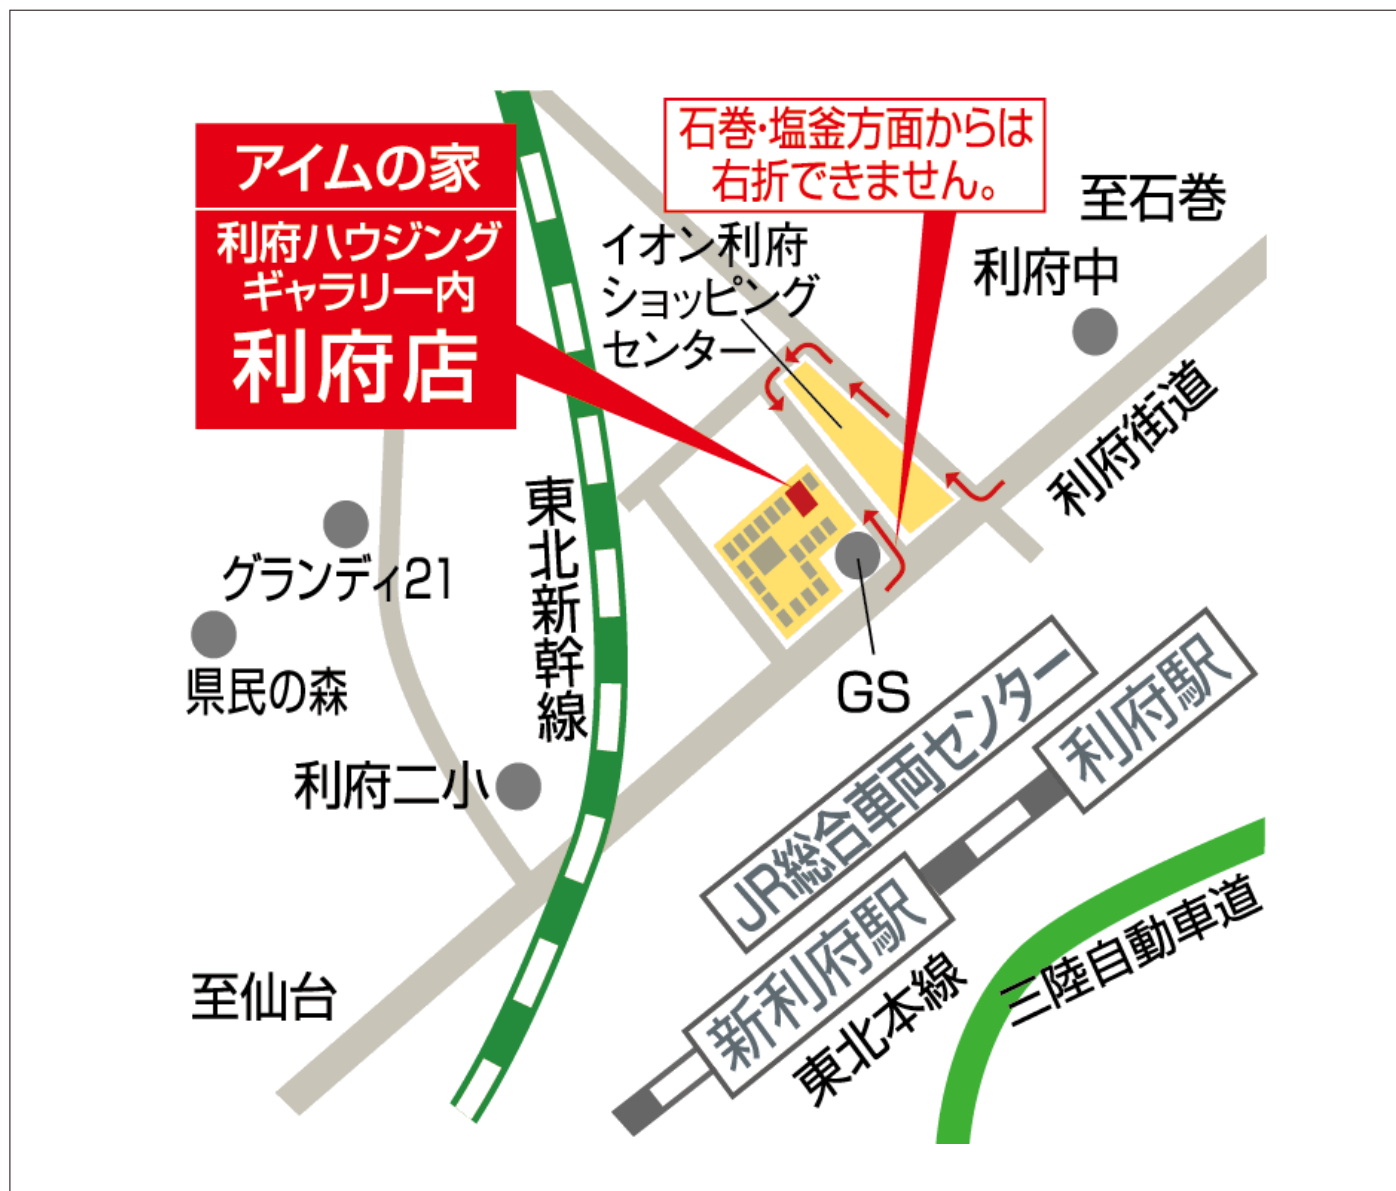 アイムの家
利府ハウジング
ギャラリー内
利府店
石巻・塩釜方面からは
右折できません。
至石巻
利府中
イオン利府
ショッピング
センター
利府街道
東北新幹線
グランディ21
県民の森
利府二小
GS
JR総合車両センター
利府駅
新利府駅
東北本線
三陸自動車道
至仙台